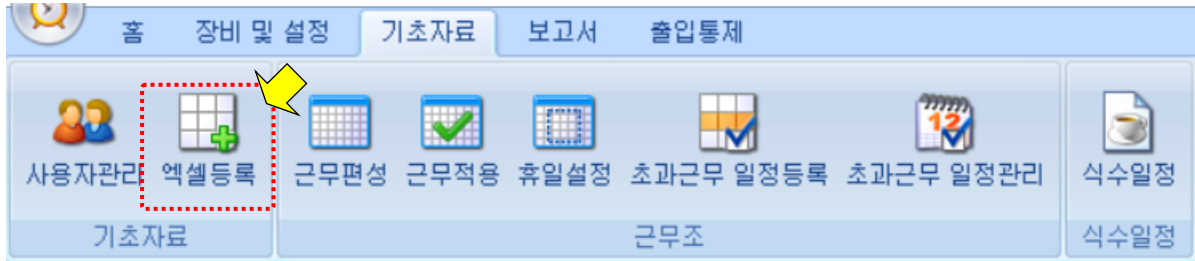 홈 장비 및 설정 기초자료 보고서 출입통제
12
사용자관리 엑셀등록 근무편성 근무적용 휴일설정 초과근무 일정등록 초과근무 일정관리 식수일정
기초자료 근무조 식수일정